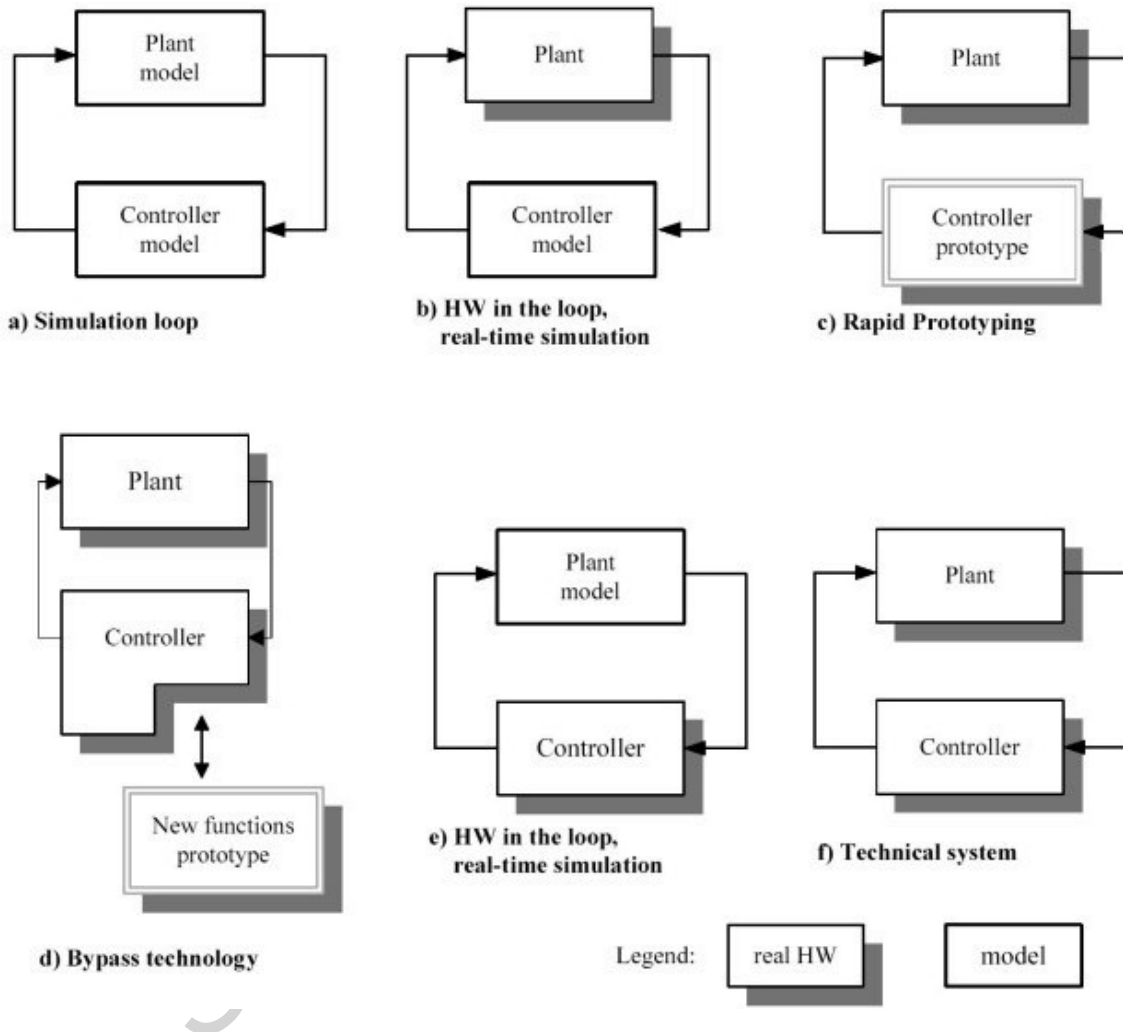 Plant
model
Controller
model
a) Simulation loop
Plant
Controller
model
b) HW in the loop,
real-time simulation
Plant
Controller
prototype
c) Rapid Prototyping
Plant
Controller
New functions
prototype
d) Bypass technology
Plant
model
Controller
e) HW in the loop,
real-time simulation
Plant
Controller
f) Technical system
Legend:
real HW
model